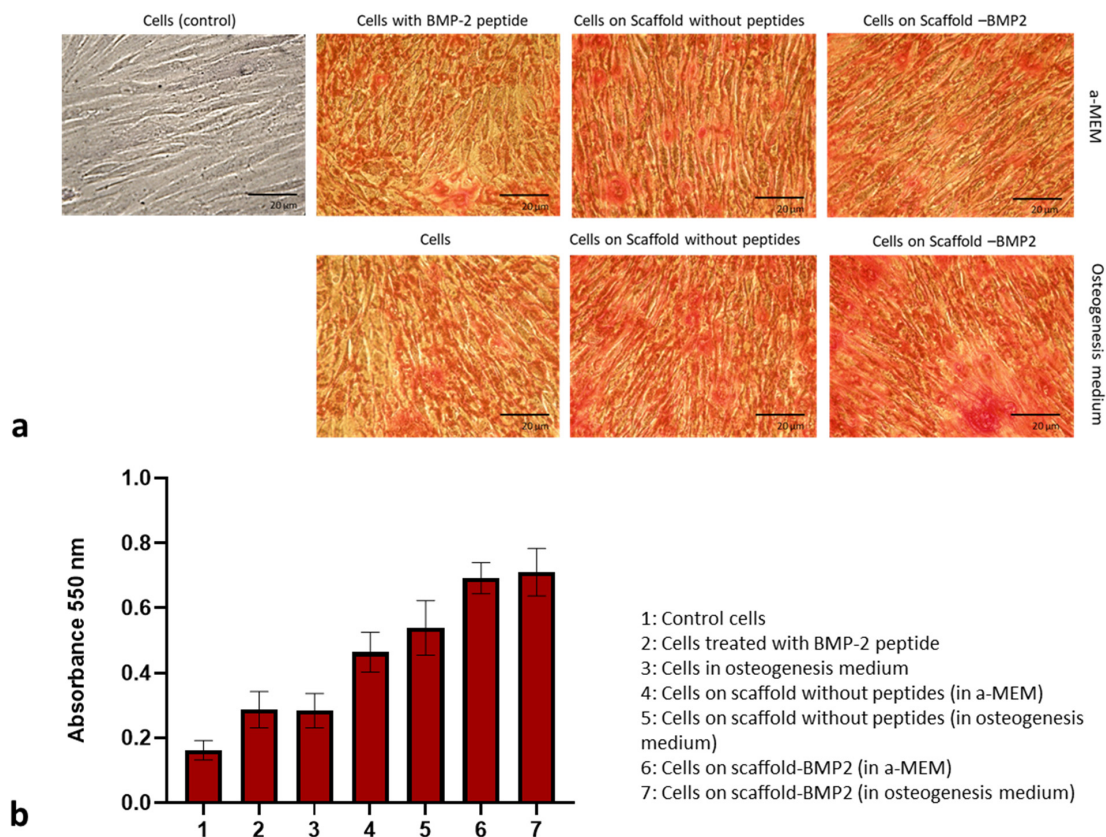 Cells (control)
Cells with BMP-2 peptide
Cells on Scaffold without peptides
Cells on Scaffold –BMP2
20 µm
20 µm
20 µm
20 µm
a-MEM
Cells
Cells on Scaffold without peptides
Cells on Scaffold –BMP2
20 µm
20 µm
20 µm
Osteogenesis medium
a
1.0
0.8
0.6
0.4
0.2
0.0
Absorbance 550 nm
1 2 3 4 5 6 7
1: Control cells
2: Cells treated with BMP-2 peptide
3: Cells in osteogenesis medium
4: Cells on scaffold without peptides (in a-MEM)
5: Cells on scaffold without peptides (in osteogenesis
medium)
6: Cells on scaffold-BMP2 (in a-MEM)
7: Cells on scaffold-BMP2 (in osteogenesis medium)
b